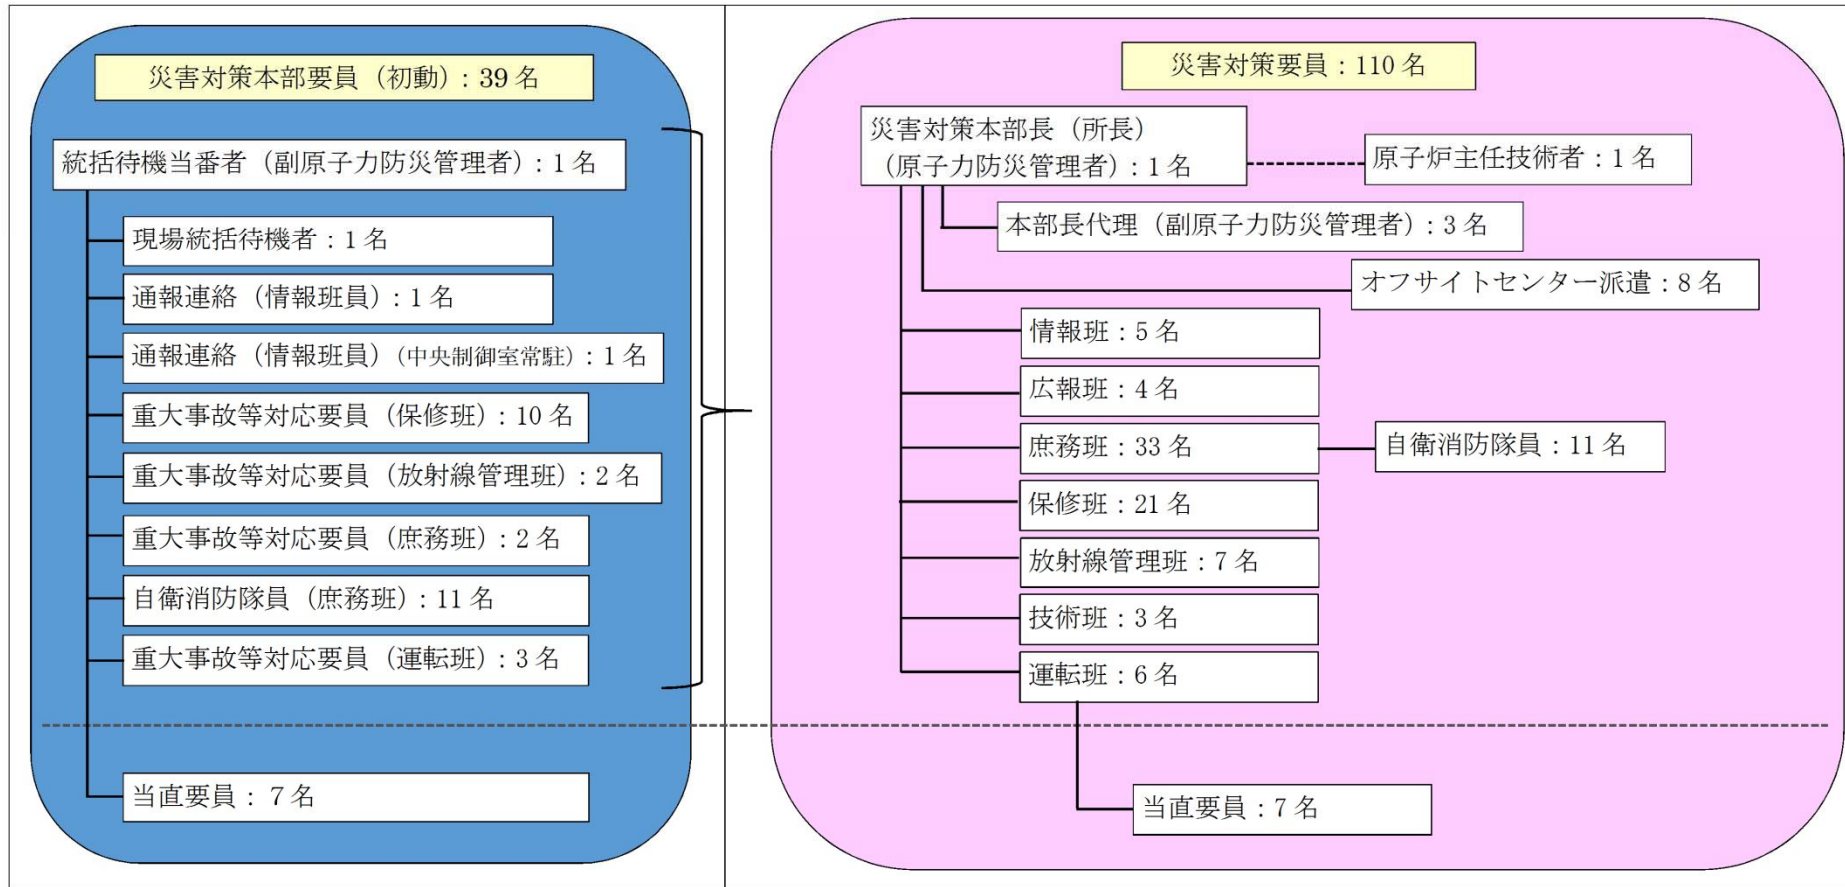 災害対策本部要員（初動）：39名
統括待機当番者（副原子力防災管理者）：1名
現場統括待機者：1名
通報連絡（情報班員）：1名
通報連絡（情報班員）（中央制御室常駐）：1名
重大事故等対応要員（保修班）：10名
重大事故等対応要員（放射線管理班）：2名
重大事故等対応要員（庶務班）：2名
自衛消防隊員（庶務班）：11名
重大事故等対応要員（運転班）：3名
当直要員：7名
災害対策要員：110名
災害対策本部長（所長）
（原子力防災管理者）：1名
原子炉主任技術者：1名
本部長代理（副原子力防災管理者）：3名
オフサイトセンター派遣：8名
情報班：5名
広報班：4名
庶務班：33名
自衛消防隊員：11名
保修班：21名
放射線管理班：7名
技術班：3名
運転班：6名
当直要員：7名